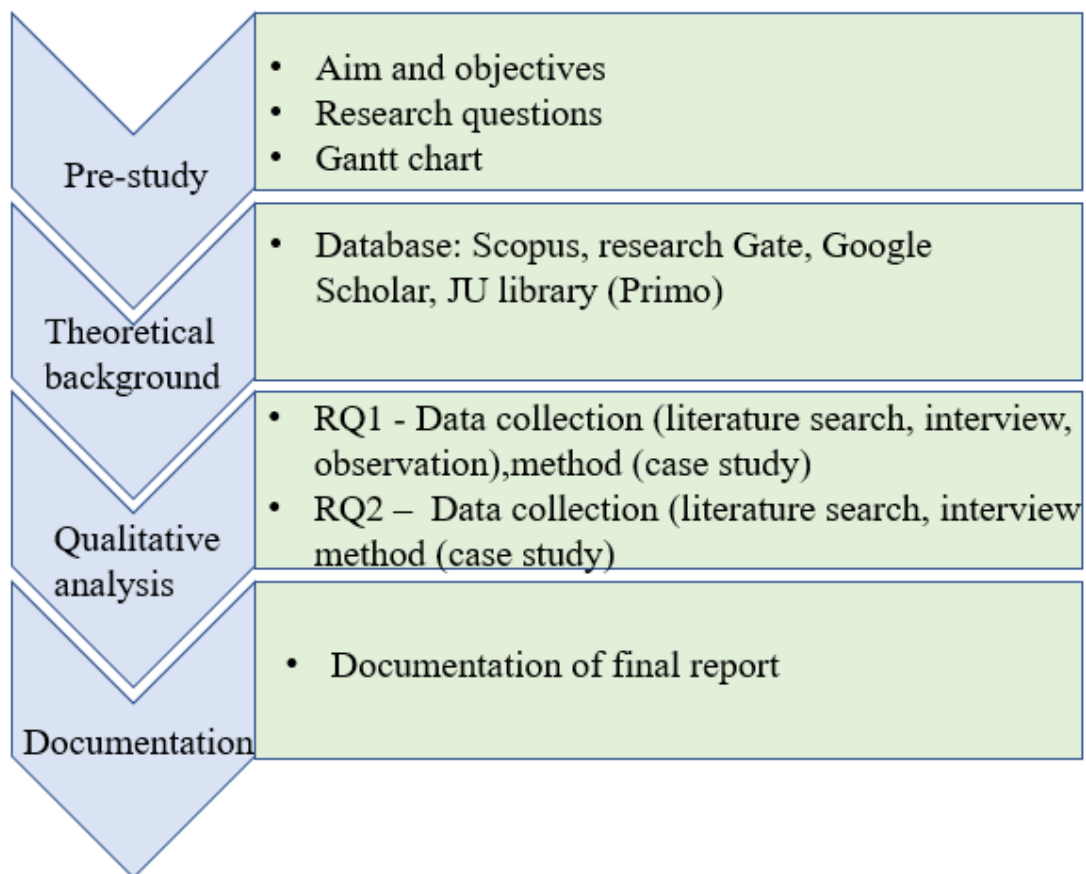 Pre-study
• Aim and objectives
• Research questions
• Gantt chart
Theoretical
background
• Database: Scopus, research Gate, Google
Scholar, JU library (Primo)
Qualitative
analysis
• RQ1 - Data collection (literature search, interview,
observation),method (case study)
• RQ2 – Data collection (literature search, interview
method (case study)
Documentation
• Documentation of final report